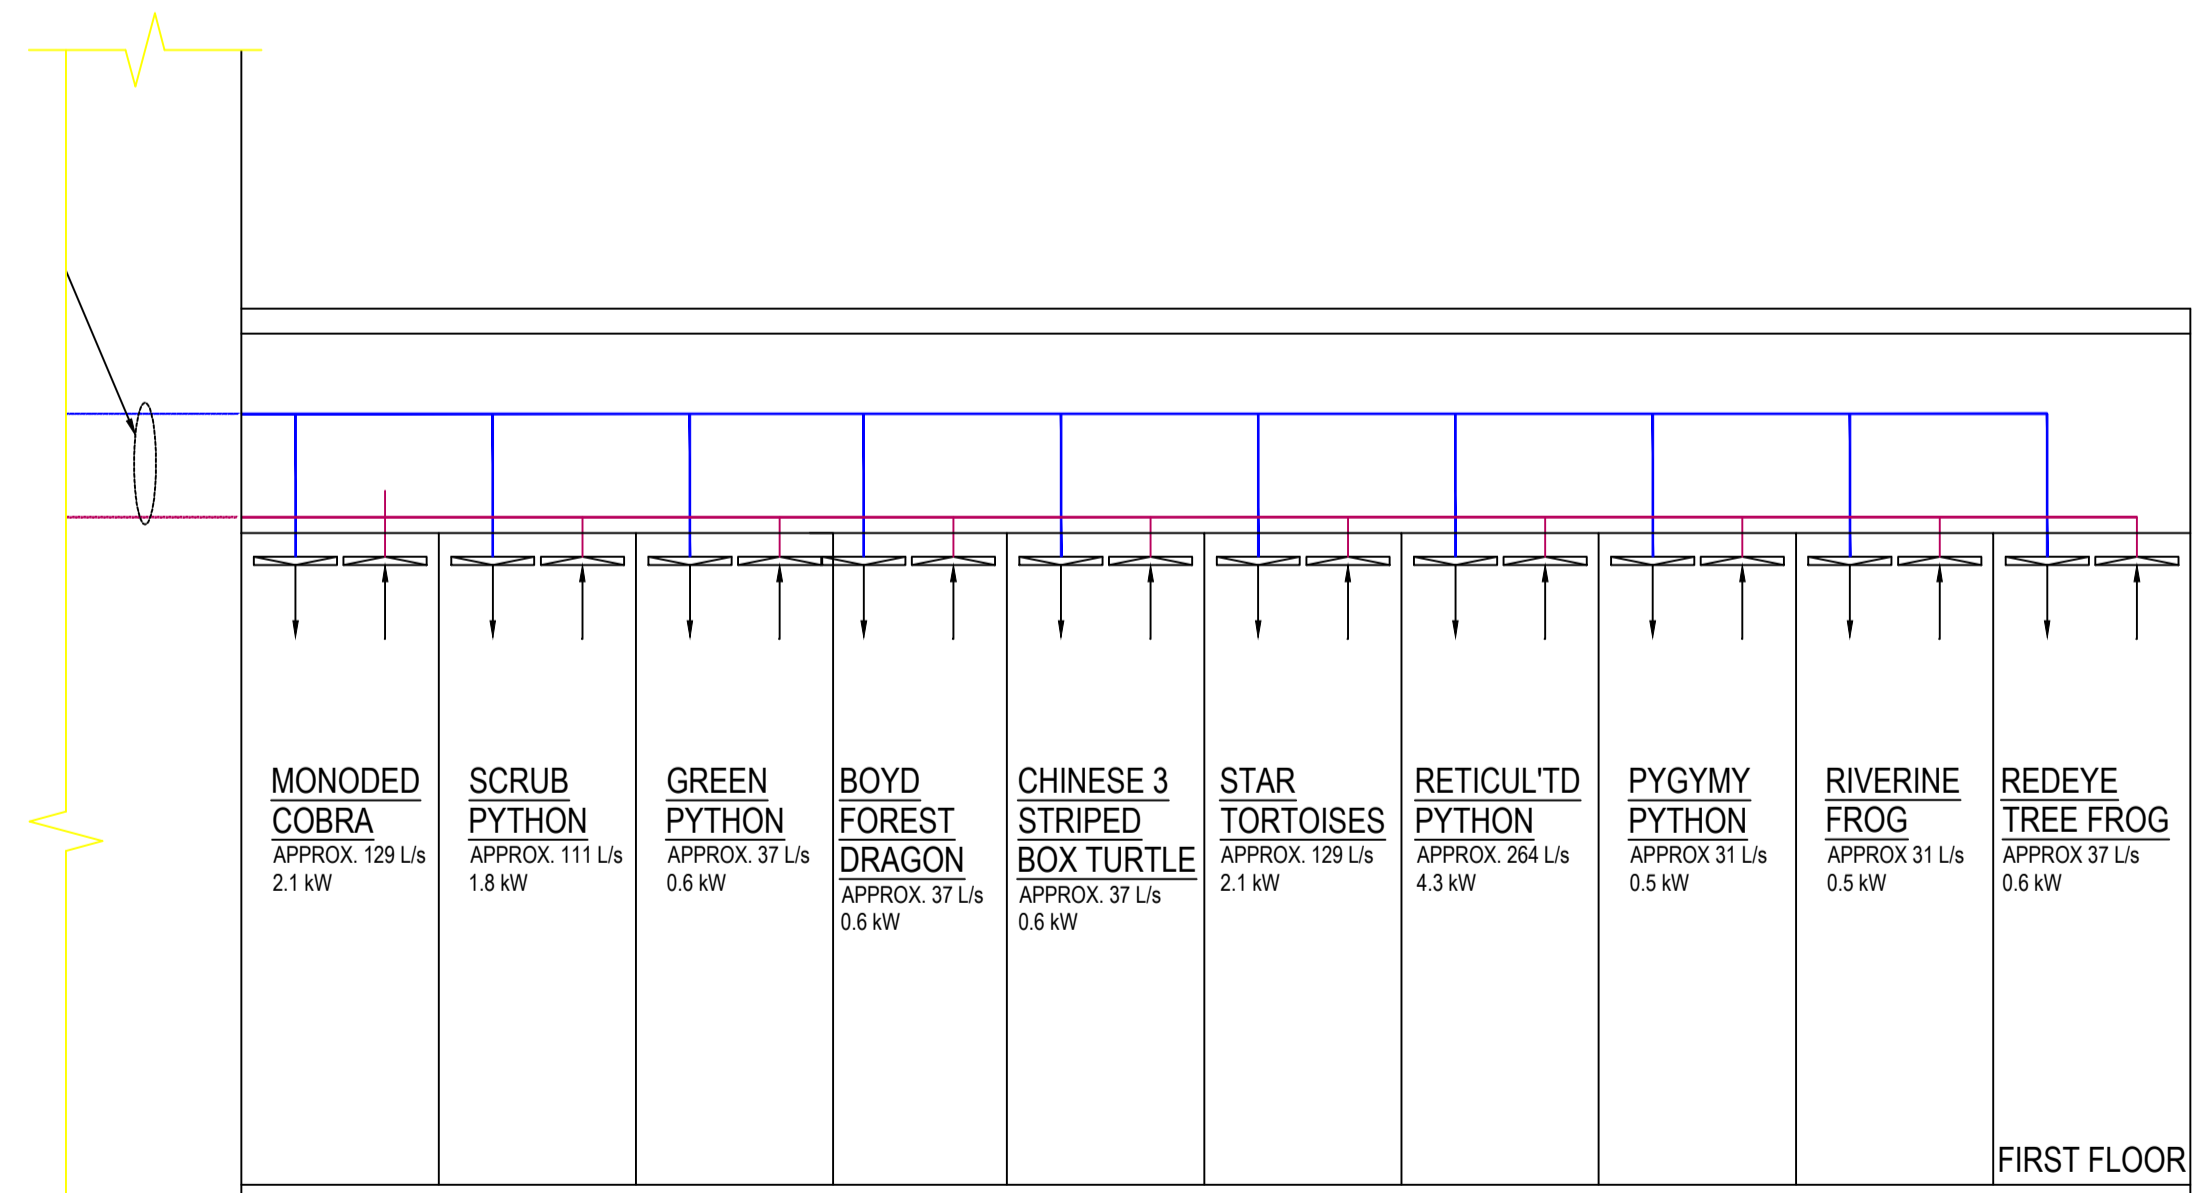 MONODED
COBRA
APPROX. 129 L/s
2.1 kW
SCRUB
PYTHON
APPROX. 111 L/s
1.8 kW
GREEN
PYTHON
APPROX. 37 L/s
0.6 kW
BOYD
FOREST
DRAGON
APPROX. 37 L/s
0.6 kW
CHINESE 3
STRIPED
BOX TURTLE
APPROX. 37 L/s
0.6 kW
STAR
TORTOISES
APPROX. 129 L/s
2.1 kW
RETICUL'TD
PYTHON
APPROX. 264 L/s
4.3 kW
PYGYMY
PYTHON
APPROX 31 L/s
0.5 kW
RIVERINE
FROG
APPROX 31 L/s
0.5 kW
REDEYE
TREE FROG
APPROX 37 L/s
0.6 kW
FIRST FLOOR